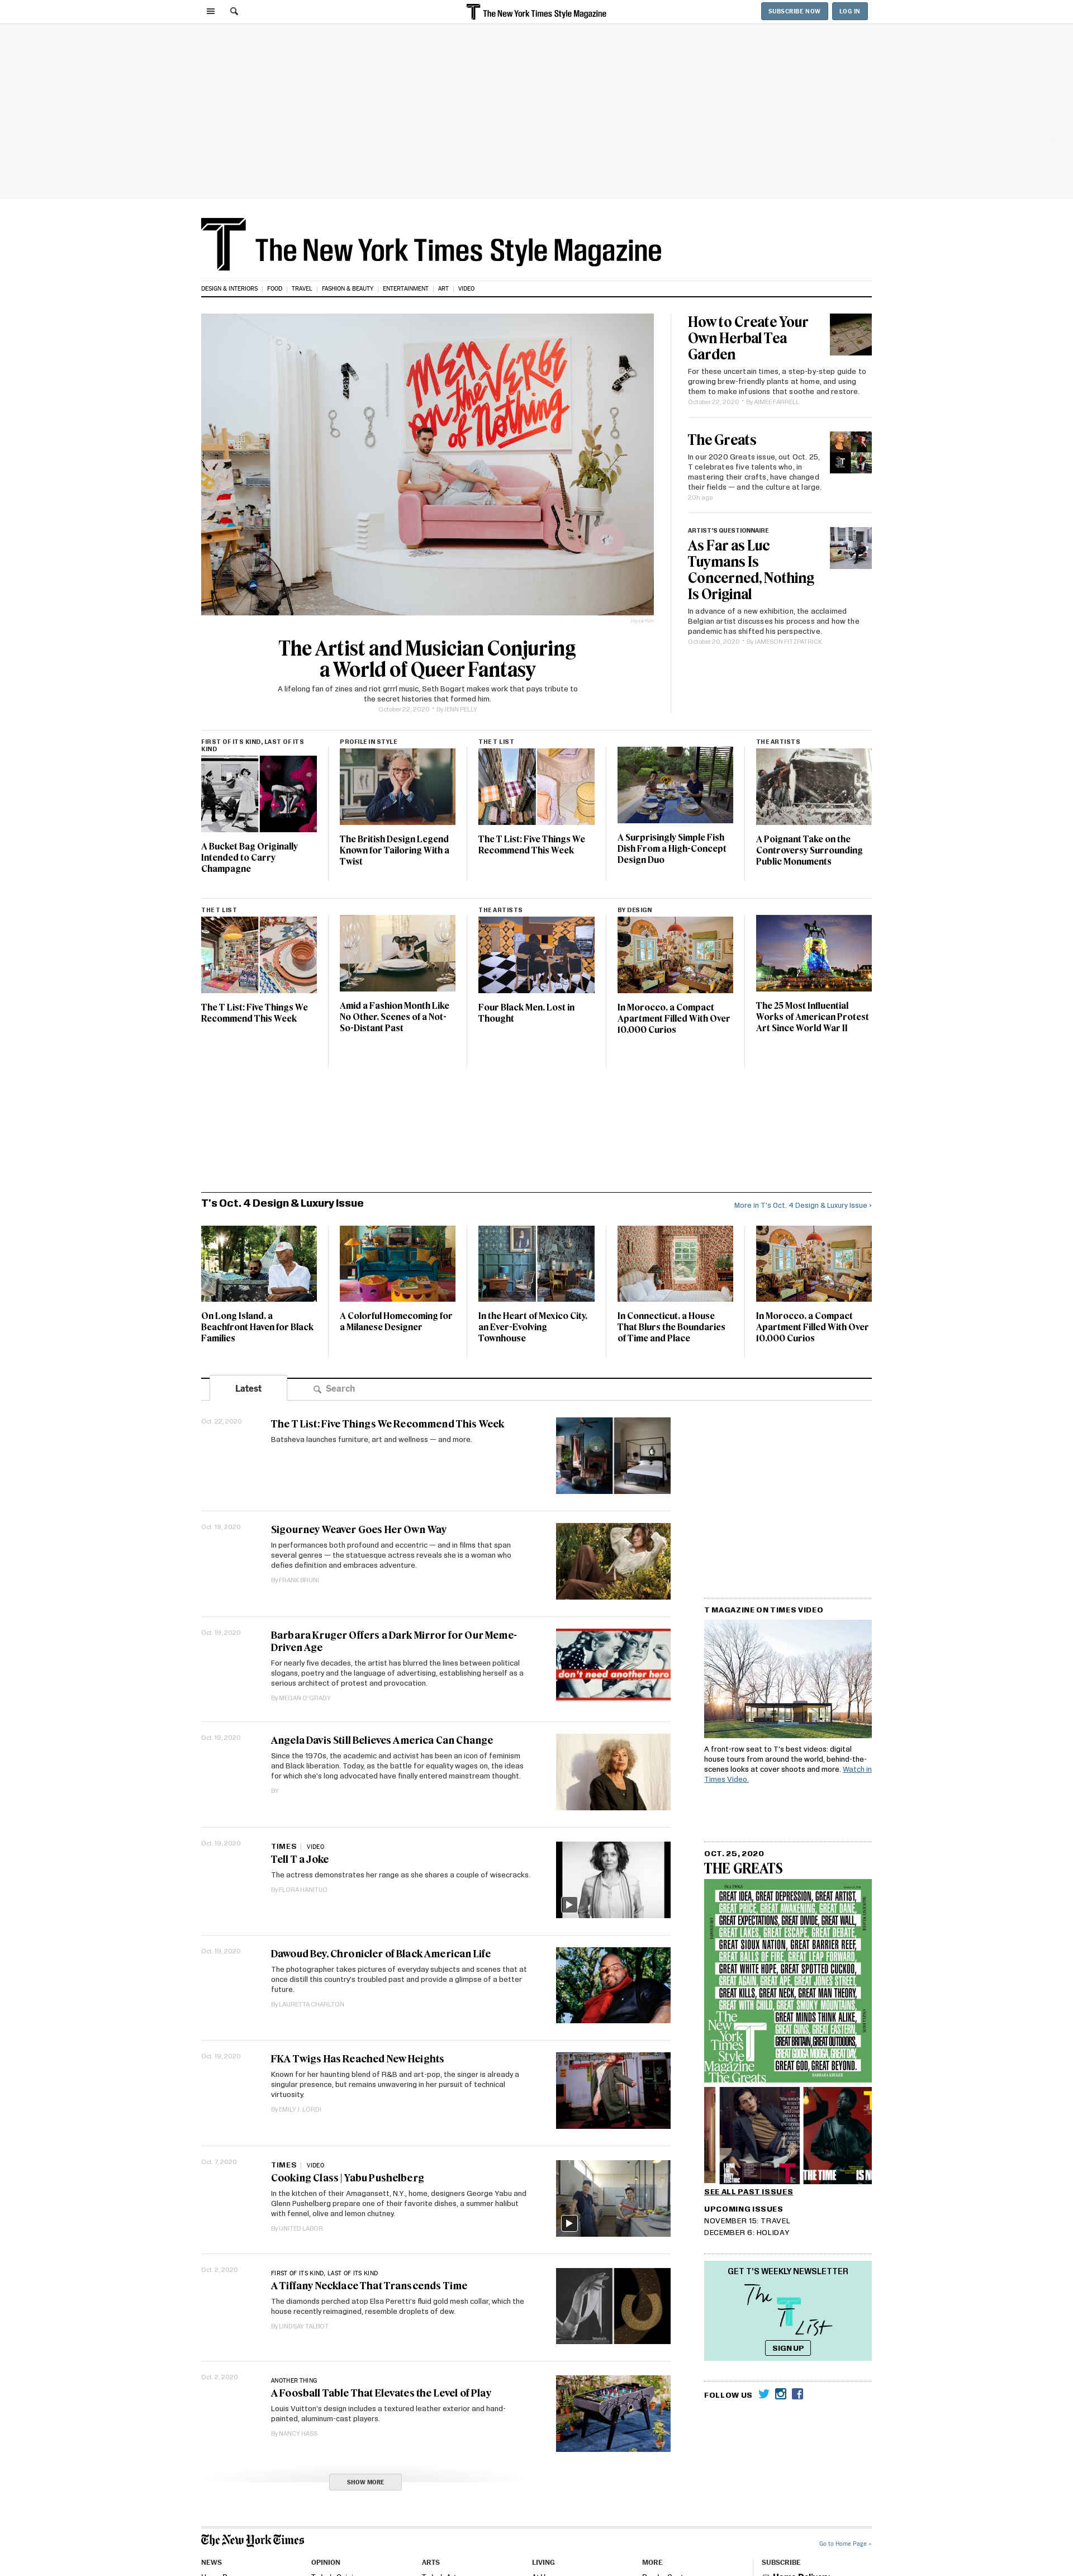 The New York Times Style Magazine
SUBSCRIBE NOW
LOG IN
The New York Times Style Magazine
DESIGN & INTERIORS | FOOD | TRAVEL | FASHION & BEAUTY | ENTERTAINMENT | ART | VIDEO
MEN ON THE VERGE
of Nothing
The Artist and Musician Conjuring
a World of Queer Fantasy
A lifelong fan of zines and riot grrrl music, Seth Bogart makes work that pays tribute to
the secret histories that formed him.
October 22, 2020 • By JENN PELLY
How to Create Your
Own Herbal Tea
Garden
For these uncertain times, a step-by-step guide to
growing brew-friendly plants at home, and using
them to make infusions that soothe and restore.
October 22, 2020 • By AIMEE FARRELL
The Greats
In our 2020 Greats issue, out Oct. 25,
T celebrates five talents who, in
mastering their crafts, have changed
their fields — and the culture at large.
20h ago
ARTIST'S QUESTIONNAIRE
As Far as Luc
Tuymans Is
Concerned, Nothing
Is Original
In advance of a new exhibition, the acclaimed
Belgian artist discusses his process and how the
pandemic has shifted his perspective.
October 20, 2020 • By JAMESON FITZPATRICK
FIRST OF ITS KIND, LAST OF ITS
KIND
A Bucket Bag Originally
Intended to Carry
Champagne
PROFILE IN STYLE
The British Design Legend
Known for Tailoring With a
Twist
THE T LIST
The T List: Five Things We
Recommend This Week
A Surprisingly Simple Fish
Dish From a High-Concept
Design Duo
THE ARTISTS
A Poignant Take on the
Controversy Surrounding
Public Monuments
THE T LIST
The T List: Five Things We
Recommend This Week
Amid a Fashion Month Like
No Other, Scenes of a Not-
So-Distant Past
THE ARTISTS
Four Black Men, Lost in
Thought
BY DESIGN
In Morocco, a Compact
Apartment Filled With Over
10,000 Curios
The 25 Most Influential
Works of American Protest
Art Since World War II
T's Oct. 4 Design & Luxury Issue
More in T's Oct. 4 Design & Luxury Issue ›
On Long Island, a
Beachfront Haven for Black
Families
A Colorful Homecoming for
a Milanese Designer
In the Heart of Mexico City,
an Ever-Evolving
Townhouse
In Connecticut, a House
That Blurs the Boundaries
of Time and Place
In Morocco, a Compact
Apartment Filled With Over
10,000 Curios
Latest
Search
Oct. 22, 2020
The T List: Five Things We Recommend This Week
Batsheva launches furniture, art and wellness — and more.
Oct. 19, 2020
Sigourney Weaver Goes Her Own Way
In performances both profound and eccentric — and in films that span
several genres — the statuesque actress reveals she is a woman who
defies definition and embraces adventure.
By FRANK BRUNI
Oct. 19, 2020
Barbara Kruger Offers a Dark Mirror for Our Meme-
Driven Age
For nearly five decades, the artist has blurred the lines between political
slogans, poetry and the language of advertising, establishing herself as a
serious architect of protest and provocation.
By MEGAN O'GRADY
don't need another hero
Oct. 19, 2020
Angela Davis Still Believes America Can Change
Since the 1970s, the academic and activist has been an icon of feminism
and Black liberation. Today, as the battle for equality wages on, the ideas
for which she's long advocated have finally entered mainstream thought.
BY
Oct. 19, 2020
TIMES | VIDEO
Tell T a Joke
The actress demonstrates her range as she shares a couple of wisecracks.
By FLORA HANITIJO
Oct. 19, 2020
Dawoud Bey, Chronicler of Black American Life
The photographer takes pictures of everyday subjects and scenes that at
once distill this country's troubled past and provide a glimpse of a better
future.
By LAURETTA CHARLTON
Oct. 19, 2020
FKA Twigs Has Reached New Heights
Known for her haunting blend of R&B and art-pop, the singer is already a
singular presence, but remains unwavering in her pursuit of technical
virtuosity.
By EMILY J. LORDI
Oct. 7, 2020
TIMES | VIDEO
Cooking Class | Yabu Pushelberg
In the kitchen of their Amagansett, N.Y., home, designers George Yabu and
Glenn Pushelberg prepare one of their favorite dishes, a summer halibut
with fennel, olive and lemon chutney.
By UNITED LABOR
Oct. 2, 2020
FIRST OF ITS KIND, LAST OF ITS KIND
A Tiffany Necklace That Transcends Time
The diamonds perched atop Elsa Peretti's fluid gold mesh collar, which the
house recently reimagined, resemble droplets of dew.
By LINDSAY TALBOT
Oct. 2, 2020
ANOTHER THING
A Foosball Table That Elevates the Level of Play
Louis Vuitton's design includes a textured leather exterior and hand-
painted, aluminum-cast players.
By NANCY HASS
SHOW MORE
T MAGAZINE ON TIMES VIDEO
A front-row seat to T's best videos: digital
house tours from around the world, behind-the-
scenes looks at cover shoots and more. Watch in
Times Video.
OCT. 25, 2020
THE GREATS
GREAT IDEA, GREAT DEPRESSION, GREAT ARTIST,
GREAT PRICE, GREAT AWAKENING, GREAT DANE,
GREAT EXPECTATIONS, GREAT DIVIDE, GREAT WALL,
GREAT LAKES, GREAT ESCAPE, GREAT DEBATE,
GREAT SIOUX NATION, GREAT BARRIER REEF,
GREAT BALLS OF FIRE, GREAT LEAP FORWARD,
GREAT WHITE HOPE, GREAT SPOTTED CUCKOO,
GREAT AGAIN, GREAT APE, GREAT JONES STREET,
GREAT KILLS, GREAT NECK, GREAT MAN THEORY,
GREAT WITH CHILD, GREAT SMOKY MOUNTAINS,
GREAT MINDS THINK ALIKE,
GREAT GUNS, GREAT EASTERN,
GREAT BRITAIN, GREAT OUTDOORS,
GREAT GOOGA MOOGA, GREAT DAY,
GREAT GOD, GREAT BEYOND.
The
New
York
Times
Style
Magazine
The Greats
BARBARA KRUGER
THE TIME IS N
SEE ALL PAST ISSUES
UPCOMING ISSUES
NOVEMBER 15: TRAVEL
DECEMBER 6: HOLIDAY
GET T'S WEEKLY NEWSLETTER
The
T
List
SIGN UP
FOLLOW US
The New York Times
Go to Home Page »
NEWS
OPINION
ARTS
LIVING
MORE
SUBSCRIBE